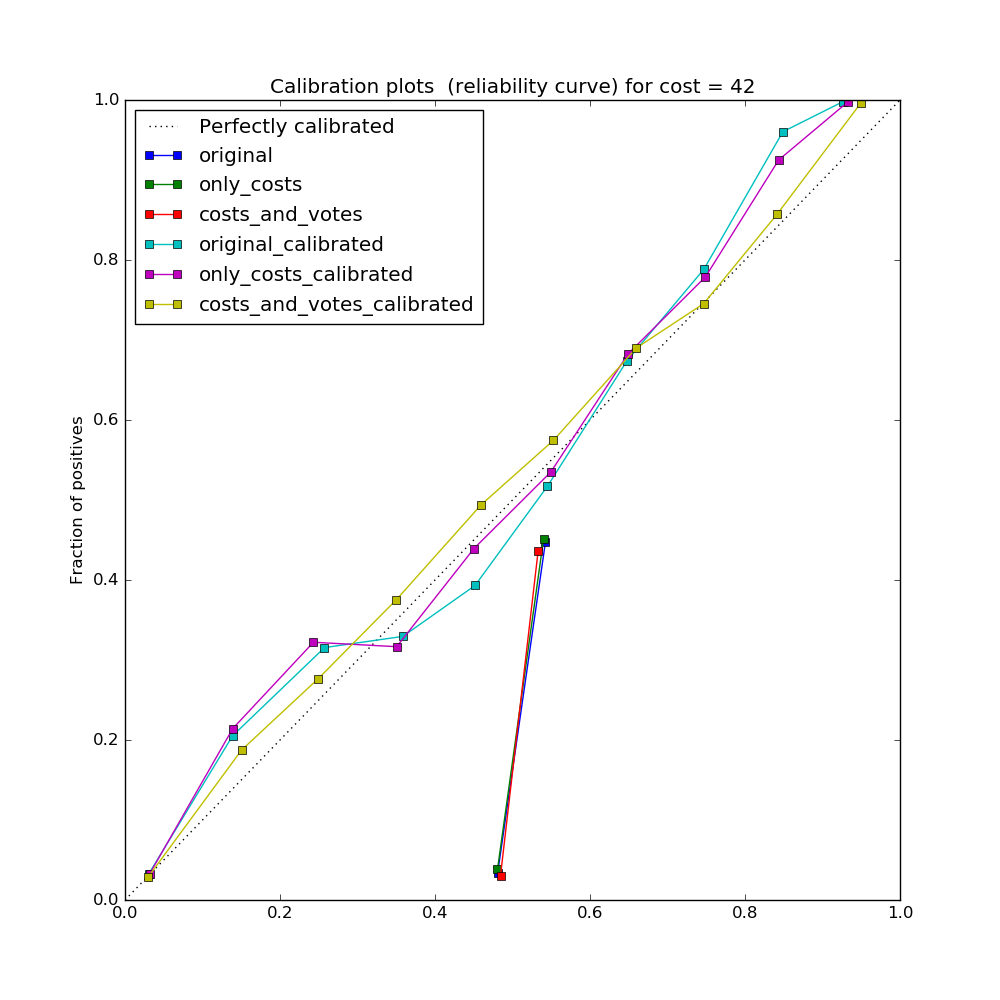 Calibration plots  (reliability curve) for cost = 42
1.0
Perfectly calibrated
original
only_costs
costs_and_votes
original_calibrated
only_costs_calibrated
costs_and_votes_calibrated
0.8
0.6
Fraction of positives
0.4
0.2
0.0
0.0 0.2 0.4 0.6 0.8 1.0